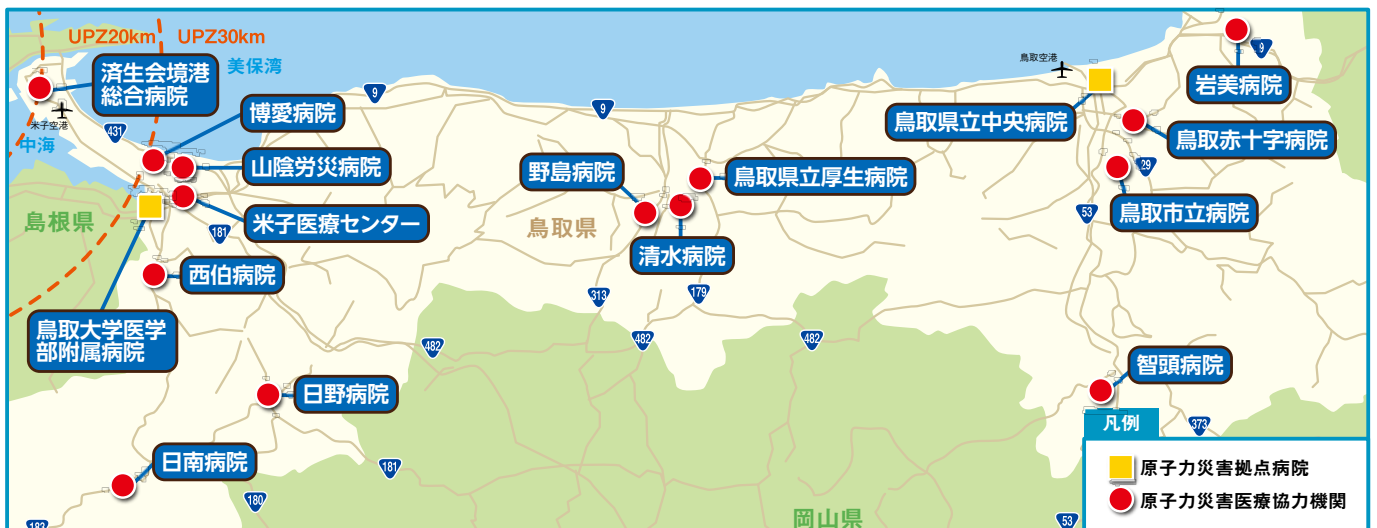 UPZ20km
UPZ30km
済生会境港
総合病院
美保湾
米子空港
中海
431
9
博愛病院
山陰労災病院
米子医療センター
島根県
181
西伯病院
鳥取大学医学
部附属病院
日野病院
日南病院
482
181
180
183
9
鳥取県
野島病院
清水病院
鳥取県立厚生病院
313
179
482
482
岡山県
鳥取空港
鳥取県立中央病院
9
岩美病院
鳥取赤十字病院
29
鳥取市立病院
53
智頭病院
373
53
凡例
原子力災害拠点病院
原子力災害医療協力機関